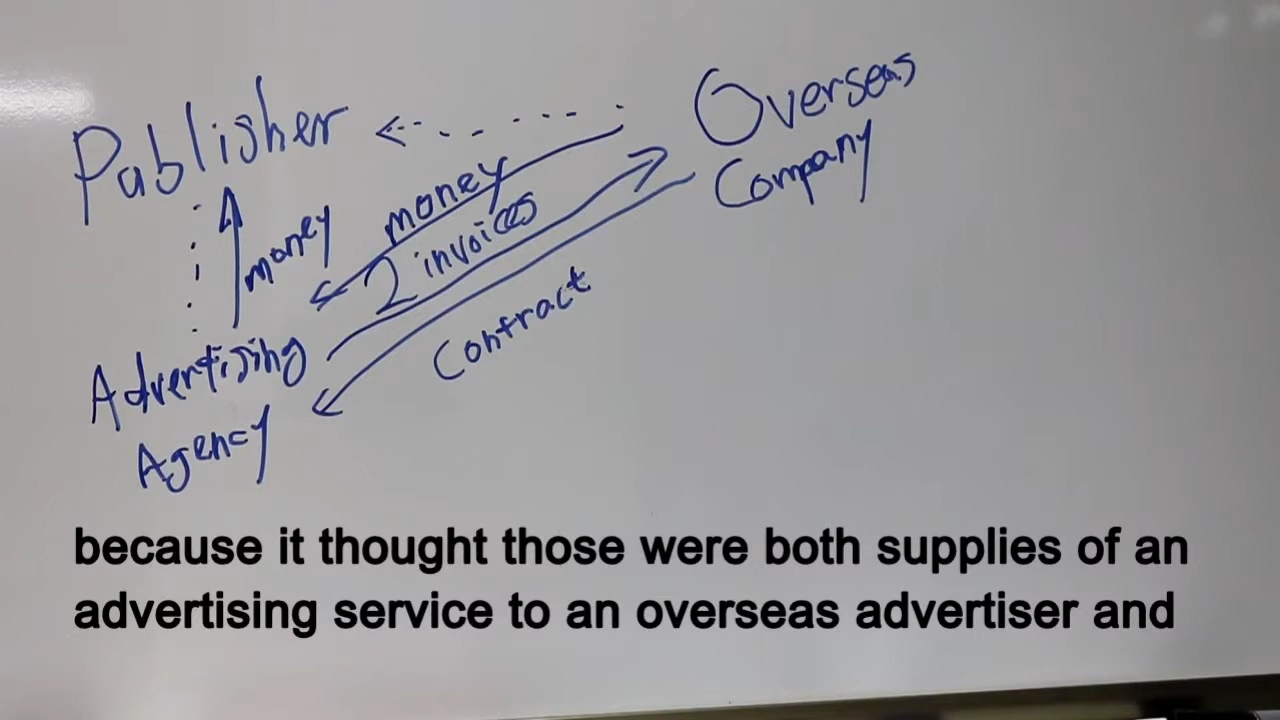 Publisher
Overseas
Company
money
money
2 invoices
Contract
Advertising
Agency
because it thought those were both supplies of an
advertising service to an overseas advertiser and